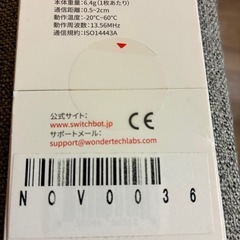 本体重量:6.4g(1枚あたり)
通信距離:0.5~2cm
動作温度:-20℃~60℃
動作周波数:13.56MHz
通信規約:ISO14443A
公式サイト:
www.switchbot.jp
サポートメール:
support@wondertechlabs.com
CE
NOV0036